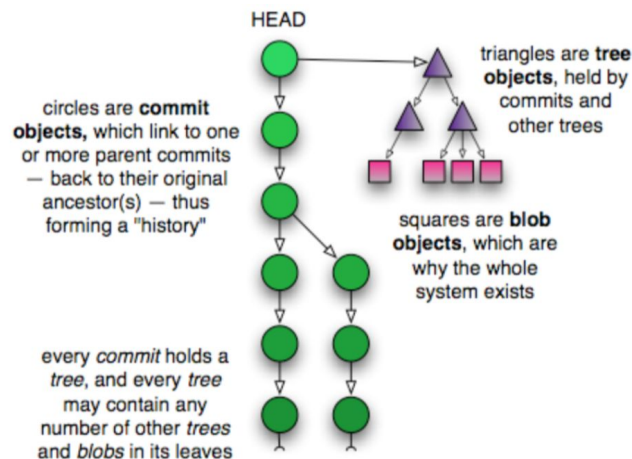 HEAD
circles are commit
objects, which link to one
or more parent commits
— back to their original
ancestor(s) — thus
forming a "history"
triangles are tree
objects, held by
commits and
other trees
squares are blob
objects, which are
why the whole
system exists
every commit holds a
tree, and every tree
may contain any
number of other trees
and blobs in its leaves